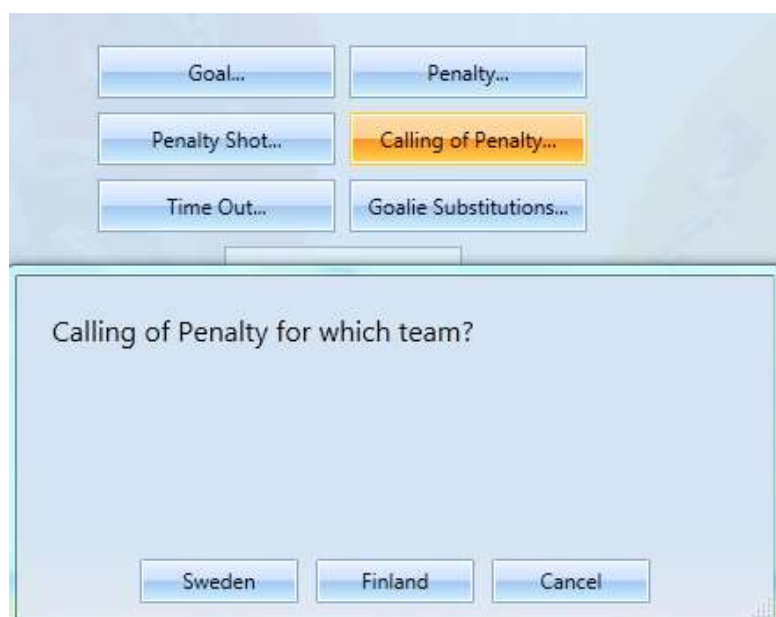 Goal... Penalty...
Penalty Shot... Calling of Penalty...
Time Out... Goalie Substitutions...
Calling of Penalty for which team?
Sweden Finland Cancel